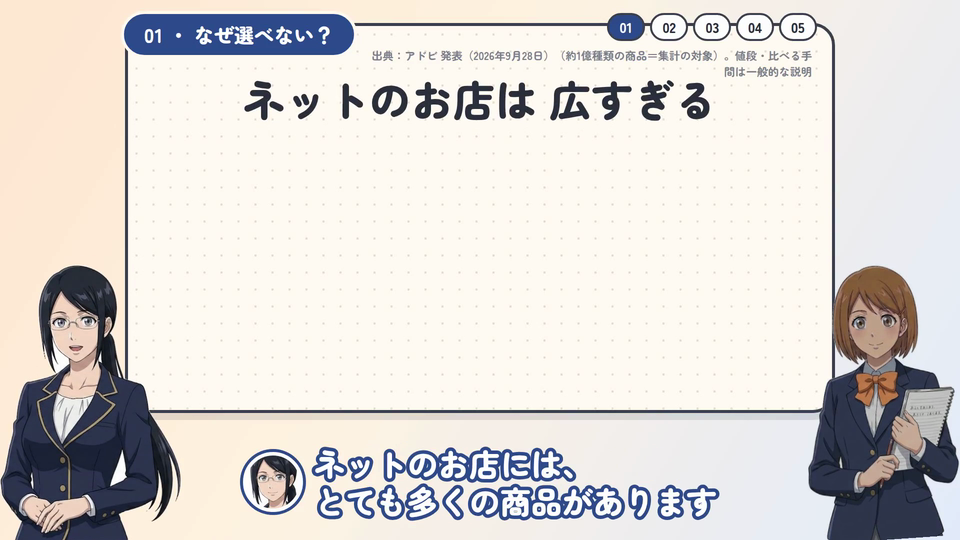 01 ・ なぜ選べない？
01 02 03 04 05
出典：アドビ 発表（2026年9月28日）（約1億種類の商品＝集計の対象）。値段・比べる手
間は一般的な説明
ネットのお店は 広すぎる
ネットのお店には、
とても多くの商品があります